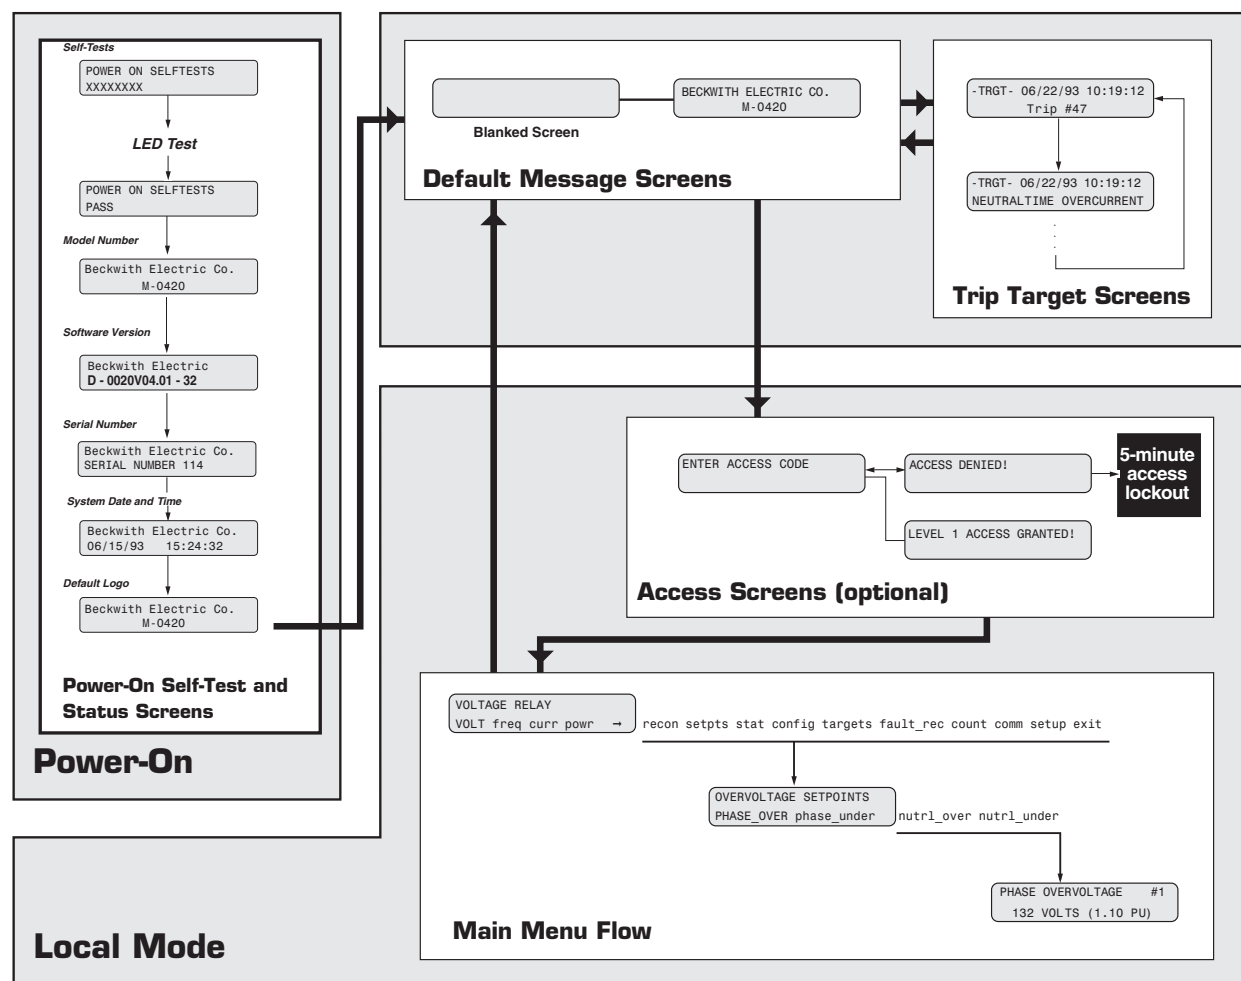 Self-Tests
POWER ON SELFTESTS
XXXXXXXX
LED Test
POWER ON SELFTESTS
PASS
Model Number
Beckwith Electric Co.
M-0420
Software Version
Beckwith Electric
D - 0020V04.01 - 32
Serial Number
Beckwith Electric Co.
SERIAL NUMBER 114
System Date and Time
Beckwith Electric Co.
06/15/93 15:24:32
Default Logo
Beckwith Electric Co.
M-0420
Power-On Self-Test and
Status Screens
Power-On
BECKWITH ELECTRIC CO.
M-0420
Blanked Screen
Default Message Screens
-TRGT- 06/22/93 10:19:12
Trip #47
-TRGT- 06/22/93 10:19:12
NEUTRALTIME OVERCURRENT
Trip Target Screens
ENTER ACCESS CODE
ACCESS DENIED!
5-minute
access
lockout
LEVEL 1 ACCESS GRANTED!
Access Screens (optional)
VOLTAGE RELAY
VOLT freq curr powr → recon setpts stat config targets fault_rec count comm setup exit
OVERVOLTAGE SETPOINTS
PHASE_OVER phase_under nutrl_over nutrl_under
PHASE OVERVOLTAGE #1
132 VOLTS (1.10 PU)
Main Menu Flow
Local Mode